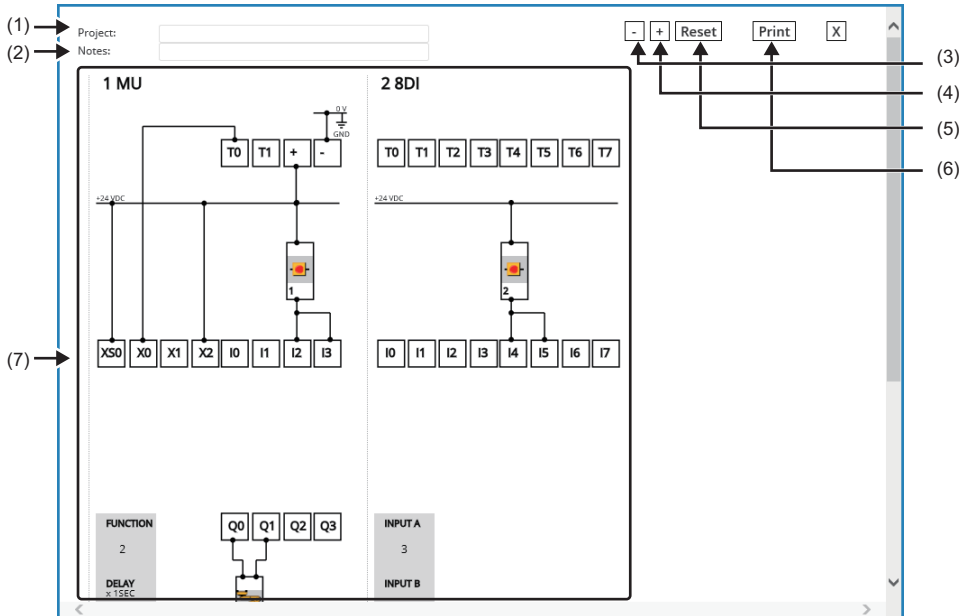 (1)
Project:
- + Reset Print X
(2)
Notes:
(3)
(4)
(5)
(6)
1 MU
2 8DI
0 V
GND
T0 T1 + -
T0 T1 T2 T3 T4 T5 T6 T7
+24 VDC
+24 VDC
1
2
(7)
XS0 X0 X1 X2 I0 I1 I2 I3
I0 I1 I2 I3 I4 I5 I6 I7
FUNCTION
2
DELAY
x 1SEC
Q0 Q1 Q2 Q3
INPUT A
3
INPUT B